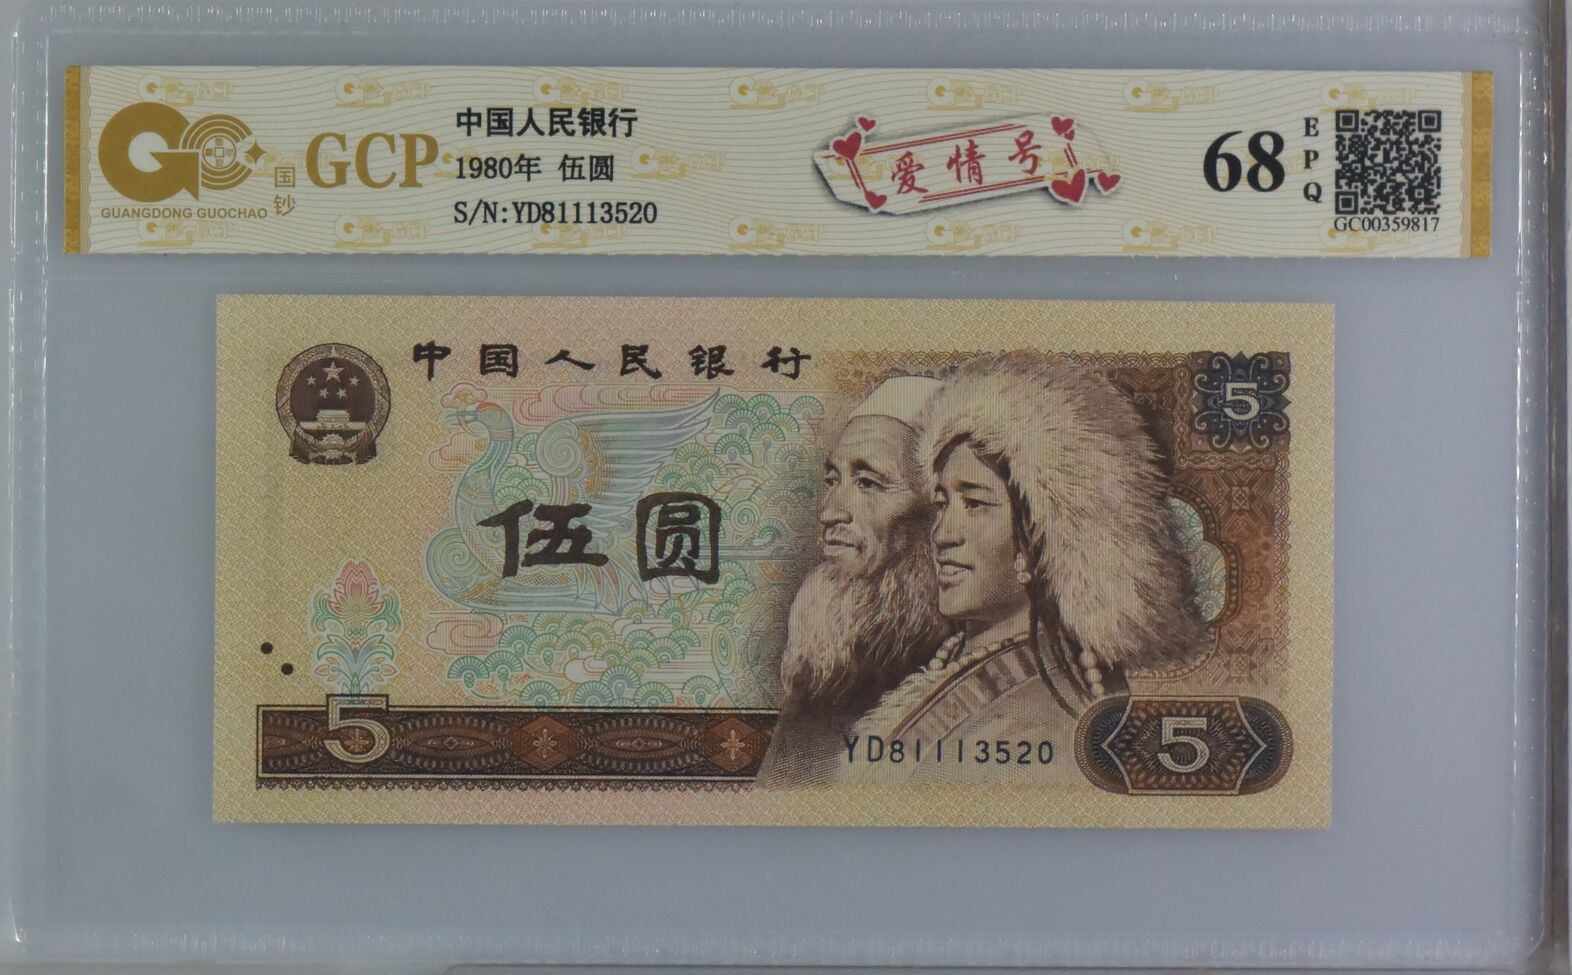 国钞
GCP
GUANGDONG GUOCHAO
中国人民银行
1980年 伍圆
S/N:YD81113520
爱情号
68
EPQ
GC00359817
中国人民银行
5
伍圆
5
YD81113520
5